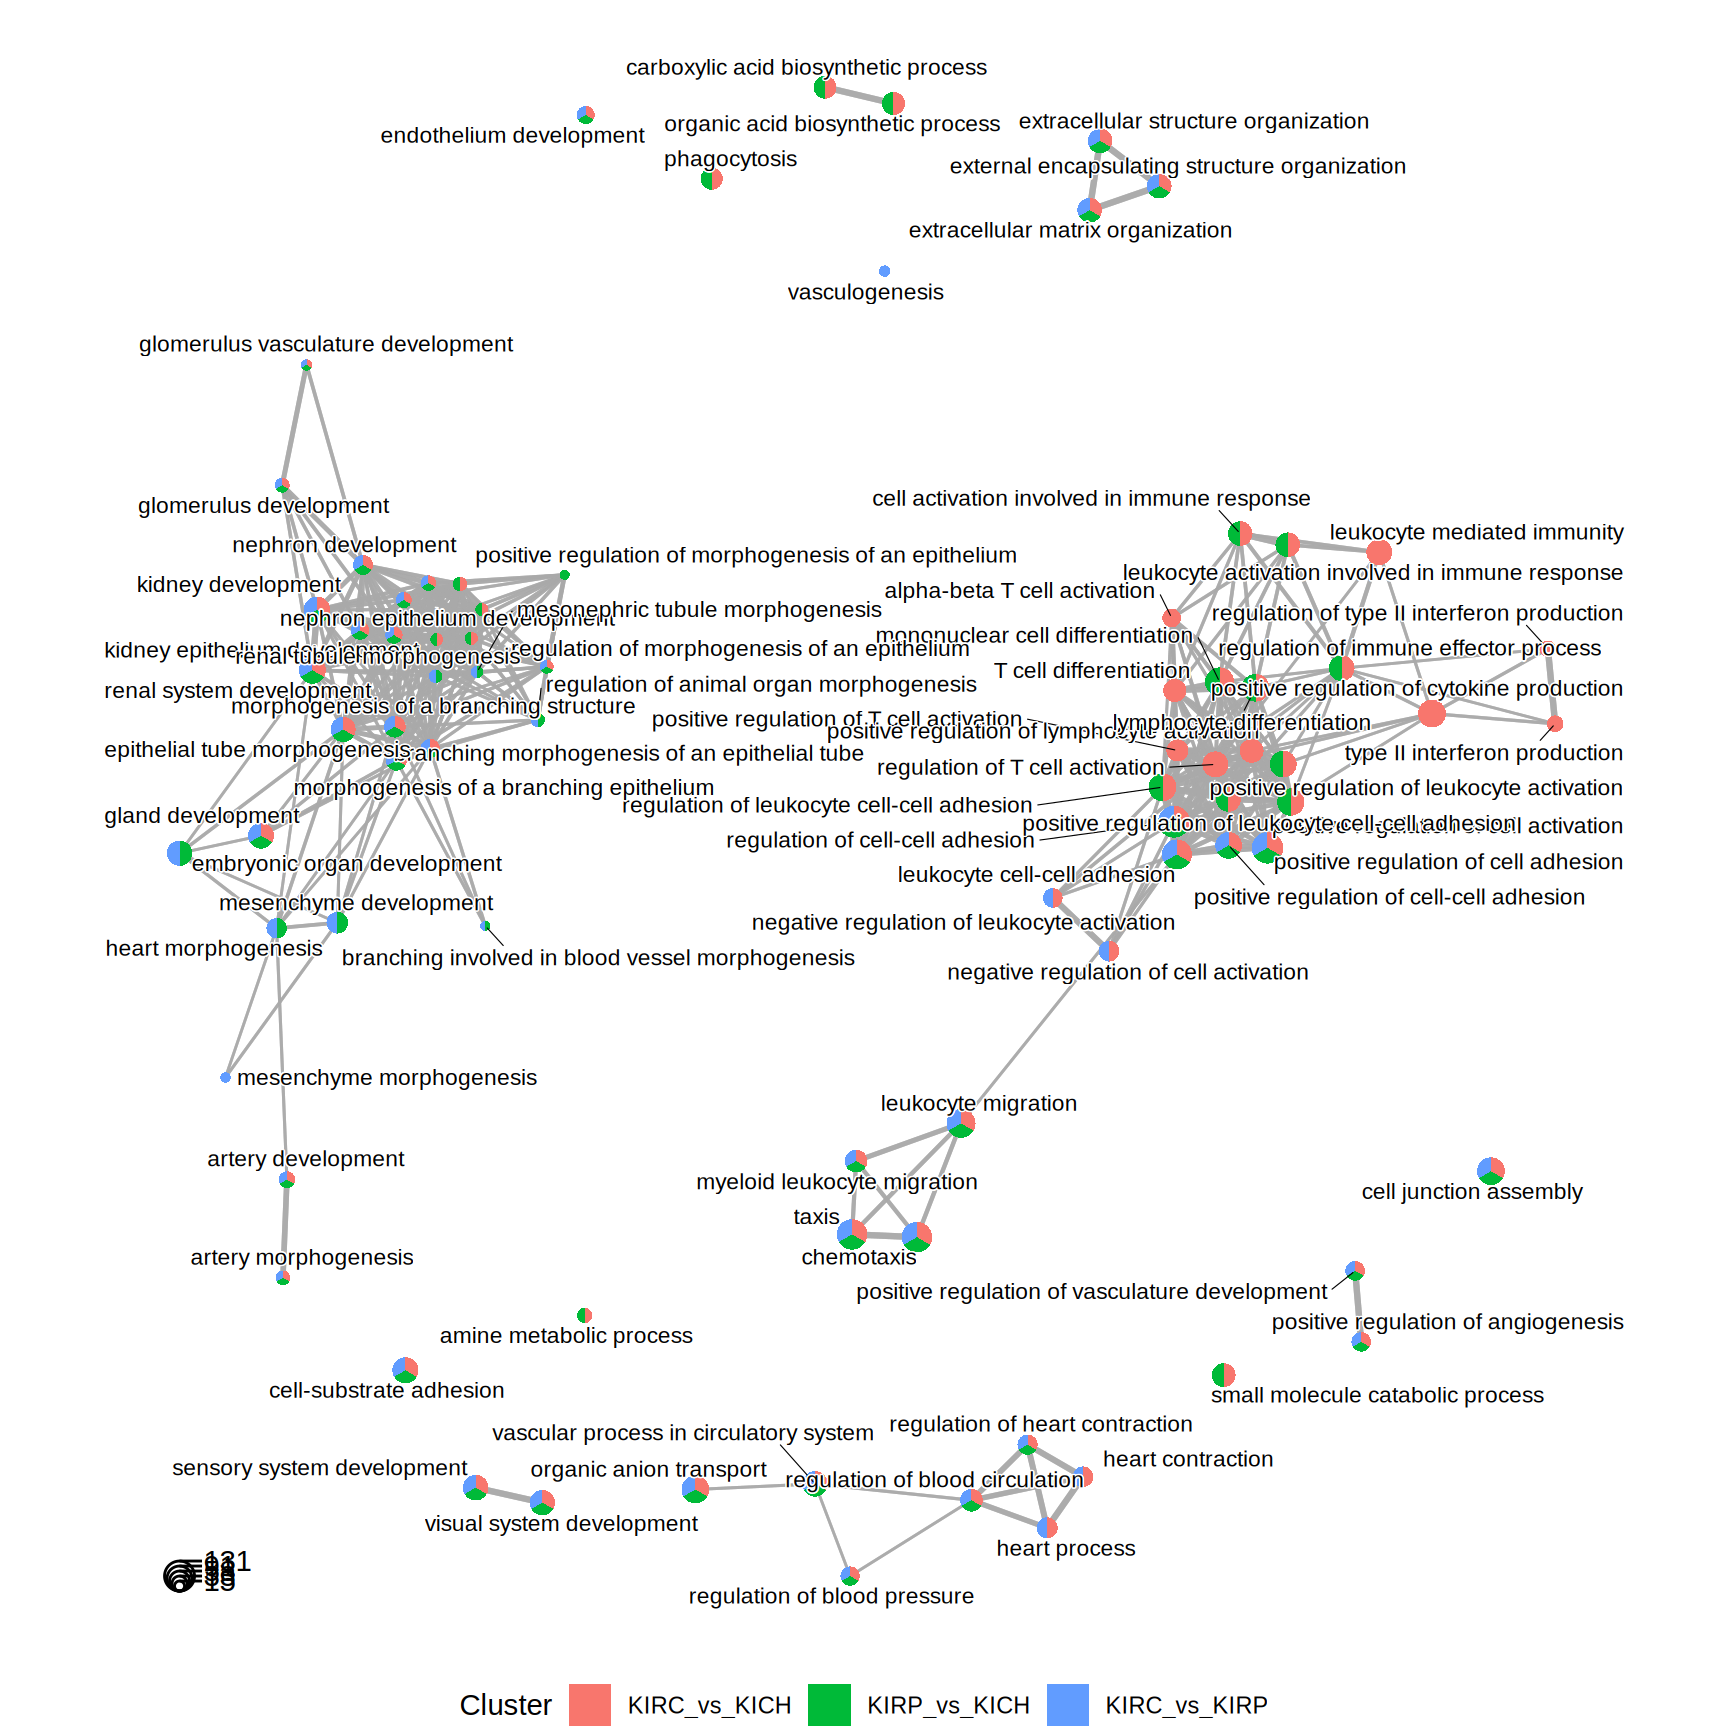 carboxylic acid biosynthetic process
endothelium development
organic acid biosynthetic process
extracellular structure organization
phagocytosis
external encapsulating structure organization
extracellular matrix organization
vasculogenesis
glomerulus vasculature development
glomerulus development
cell activation involved in immune response
leukocyte mediated immunity
nephron development
positive regulation of morphogenesis of an epithelium
leukocyte activation involved in immune response
kidney development
alpha-beta T cell activation
mesonephric tubule morphogenesis
regulation of type II interferon production
nephron epithelium development
mononuclear cell differentiation
kidney epithelium development
renal tubule morphogenesis
regulation of morphogenesis of an epithelium
regulation of immune effector process
T cell differentiation
renal system development
regulation of animal organ morphogenesis
positive regulation of cytokine production
morphogenesis of a branching structure
positive regulation of T cell activation
positive regulation of lymphocyte activation
lymphocyte differentiation
epithelial tube morphogenesis
branching morphogenesis of an epithelial tube
type II interferon production
regulation of T cell activation
morphogenesis of a branching epithelium
positive regulation of leukocyte activation
regulation of leukocyte cell-cell adhesion
gland development
positive regulation of leukocyte cell-cell adhesion
activation
regulation of cell-cell adhesion
embryonic organ development
positive regulation of cell adhesion
leukocyte cell-cell adhesion
positive regulation of cell-cell adhesion
mesenchyme development
negative regulation of leukocyte activation
heart morphogenesis
branching involved in blood vessel morphogenesis
negative regulation of cell activation
mesenchyme morphogenesis
leukocyte migration
artery development
myeloid leukocyte migration
cell junction assembly
taxis
artery morphogenesis
chemotaxis
positive regulation of vasculature development
positive regulation of angiogenesis
amine metabolic process
cell-substrate adhesion
small molecule catabolic process
vascular process in circulatory system
regulation of heart contraction
heart contraction
sensory system development
organic anion transport
regulation of blood circulation
visual system development
heart process
131
15
regulation of blood pressure
Cluster
KIRC_vs_KICH
KIRP_vs_KICH
KIRC_vs_KIRP